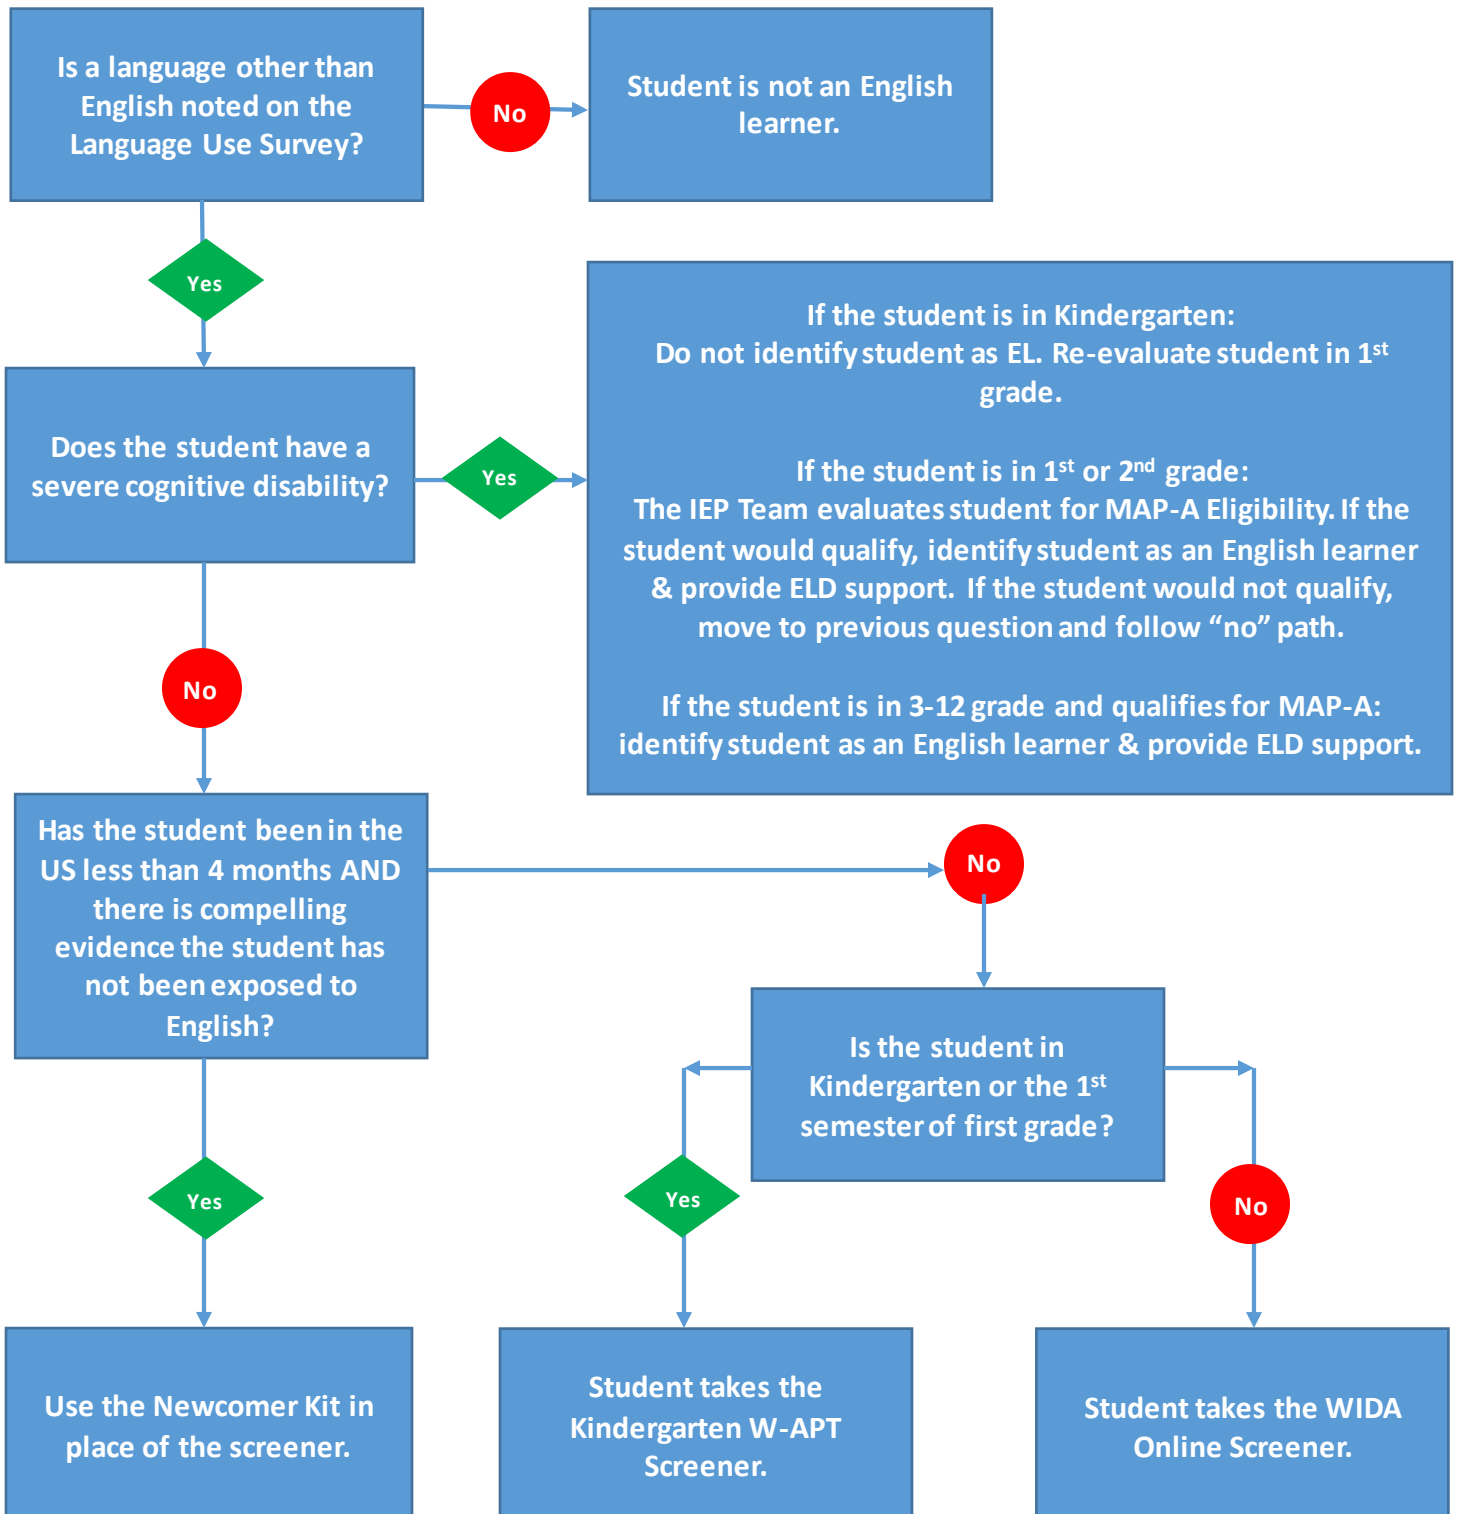 Is a language other than
English noted on the
Language Use Survey?
No
Student is not an English
learner.
Yes
If the student is in Kindergarten:
Do not identify student as EL. Re-evaluate student in 1st
grade.
If the student is in 1st or 2nd grade:
The IEP Team evaluates student for MAP-A Eligibility. If the
student would qualify, identify student as an English learner
& provide ELD support. If the student would not qualify,
move to previous question and follow “no” path.
If the student is in 3-12 grade and qualifies for MAP-A:
identify student as an English learner & provide ELD support.
Does the student have a
severe cognitive disability?
Yes
No
Has the student been in the
US less than 4 months AND
there is compelling
evidence the student has
not been exposed to
English?
No
Is the student in
Kindergarten or the 1st
semester of first grade?
Yes
Yes
No
Use the Newcomer Kit in
place of the screener.
Student takes the
Kindergarten W-APT
Screener.
Student takes the WIDA
Online Screener.